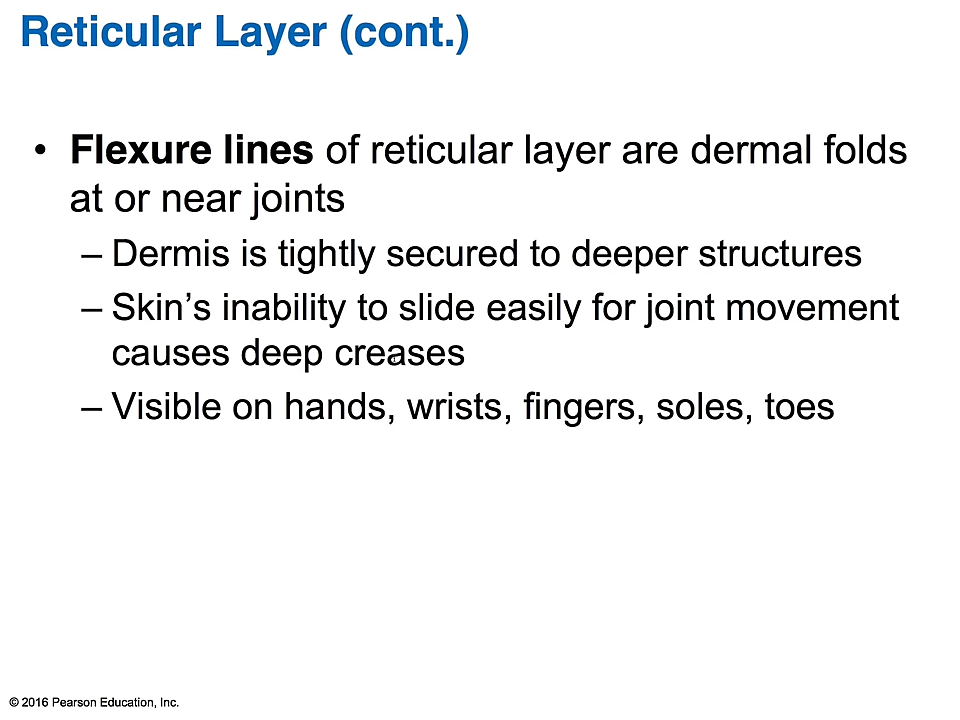 Reticular Layer (cont.)
• Flexure lines of reticular layer are dermal folds
at or near joints
– Dermis is tightly secured to deeper structures
– Skin’s inability to slide easily for joint movement
causes deep creases
– Visible on hands, wrists, fingers, soles, toes
© 2016 Pearson Education, Inc.